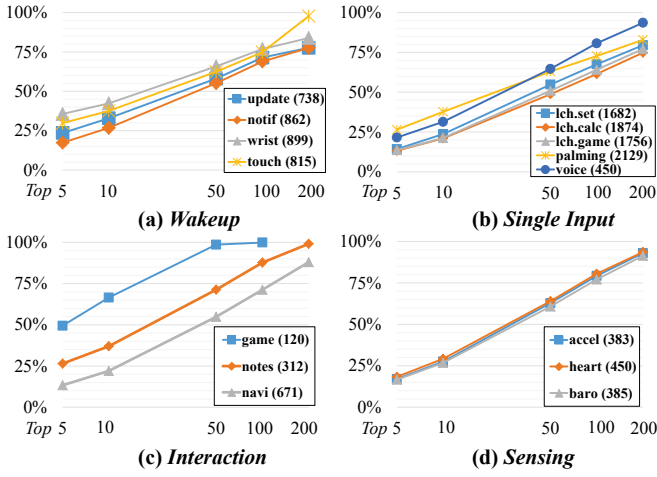 100%
75%
50%
25%
0%
Top 5 10 50 100 200
update (738)
notif (862)
wrist (899)
touch (815)
(a) Wakeup
100%
75%
50%
25%
0%
Top 5 10 50 100 200
lch.set (1682)
lch.calc (1874)
lch.game (1756)
palming (2129)
voice (450)
(b) Single Input
100%
75%
50%
25%
0%
Top 5 10 50 100 200
game (120)
notes (312)
navi (671)
(c) Interaction
100%
75%
50%
25%
0%
Top 5 10 50 100 200
accel (383)
heart (450)
baro (385)
(d) Sensing